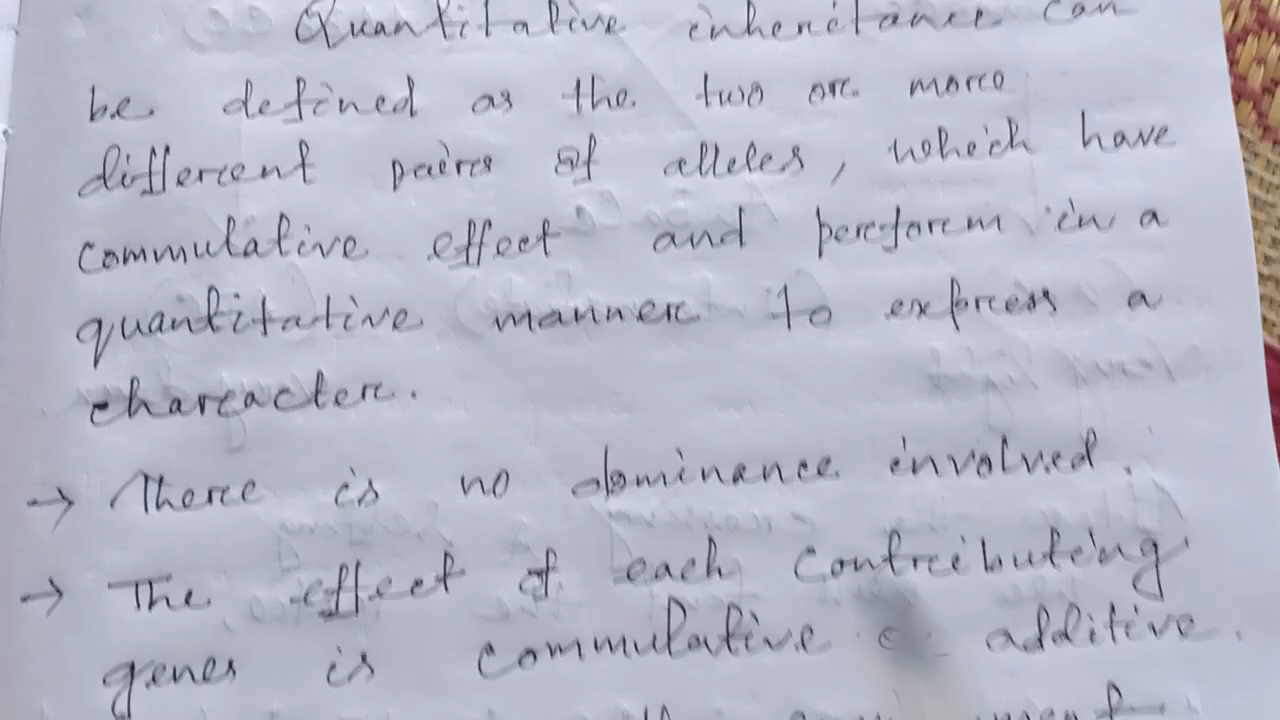 Quantitative inheritance can
be defined as the two or more
different pairs of alleles, which have
commulative effect and perform in a
quantitative manner to express a
character.
→ There is no dominance involved.
→ The effect of each contributing
genes is commulative additive.